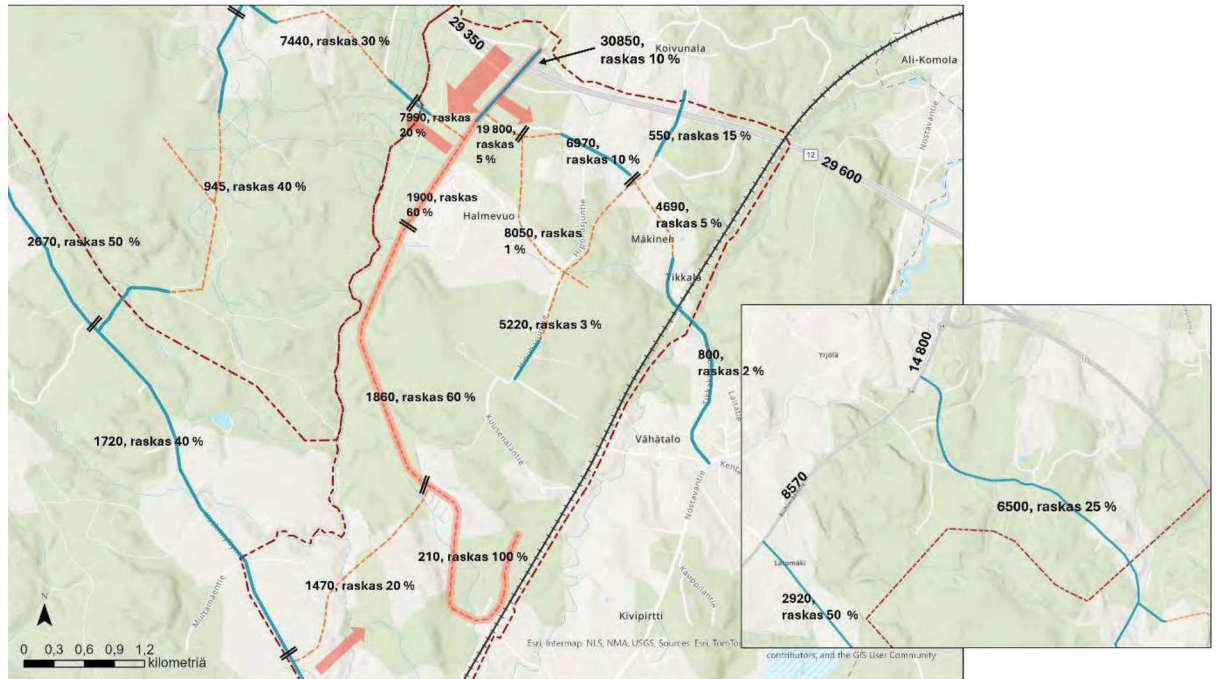 7440, raskas 30 %
29 350
30850,
raskas 10 %
Koivunala
Ali-Komola
7990, raskas
20 %
19 800,
raskas
5 %
6970,
raskas 10 %
550, raskas 15 %
12
29 600
Nostavantie
945, raskas 40 %
1900, raskas
60 %
Halmevuo
8050, raskas
1 %
4690,
raskas 5 %
Mäkinen
Tikkala
2670, raskas 50 %
5220, raskas 3 %
800,
raskas 2 %
1860, raskas 60 %
1720, raskas 40 %
Kuusenalantie
Vähätalo
Laitatie
Nostavantie
210, raskas 100 %
1470, raskas 20 %
Kauppilantie
Kivipirtti
N
0 0,3 0,6 0,9 1,2
kilometriä
Esri, Intermap, NLS, NMA, USGS, Sources: Esri, TomTo
contributors, and the GIS User Community
Yrjölä
14 800
8570
6500, raskas 25 %
Latomäki
2920,
raskas 50 %